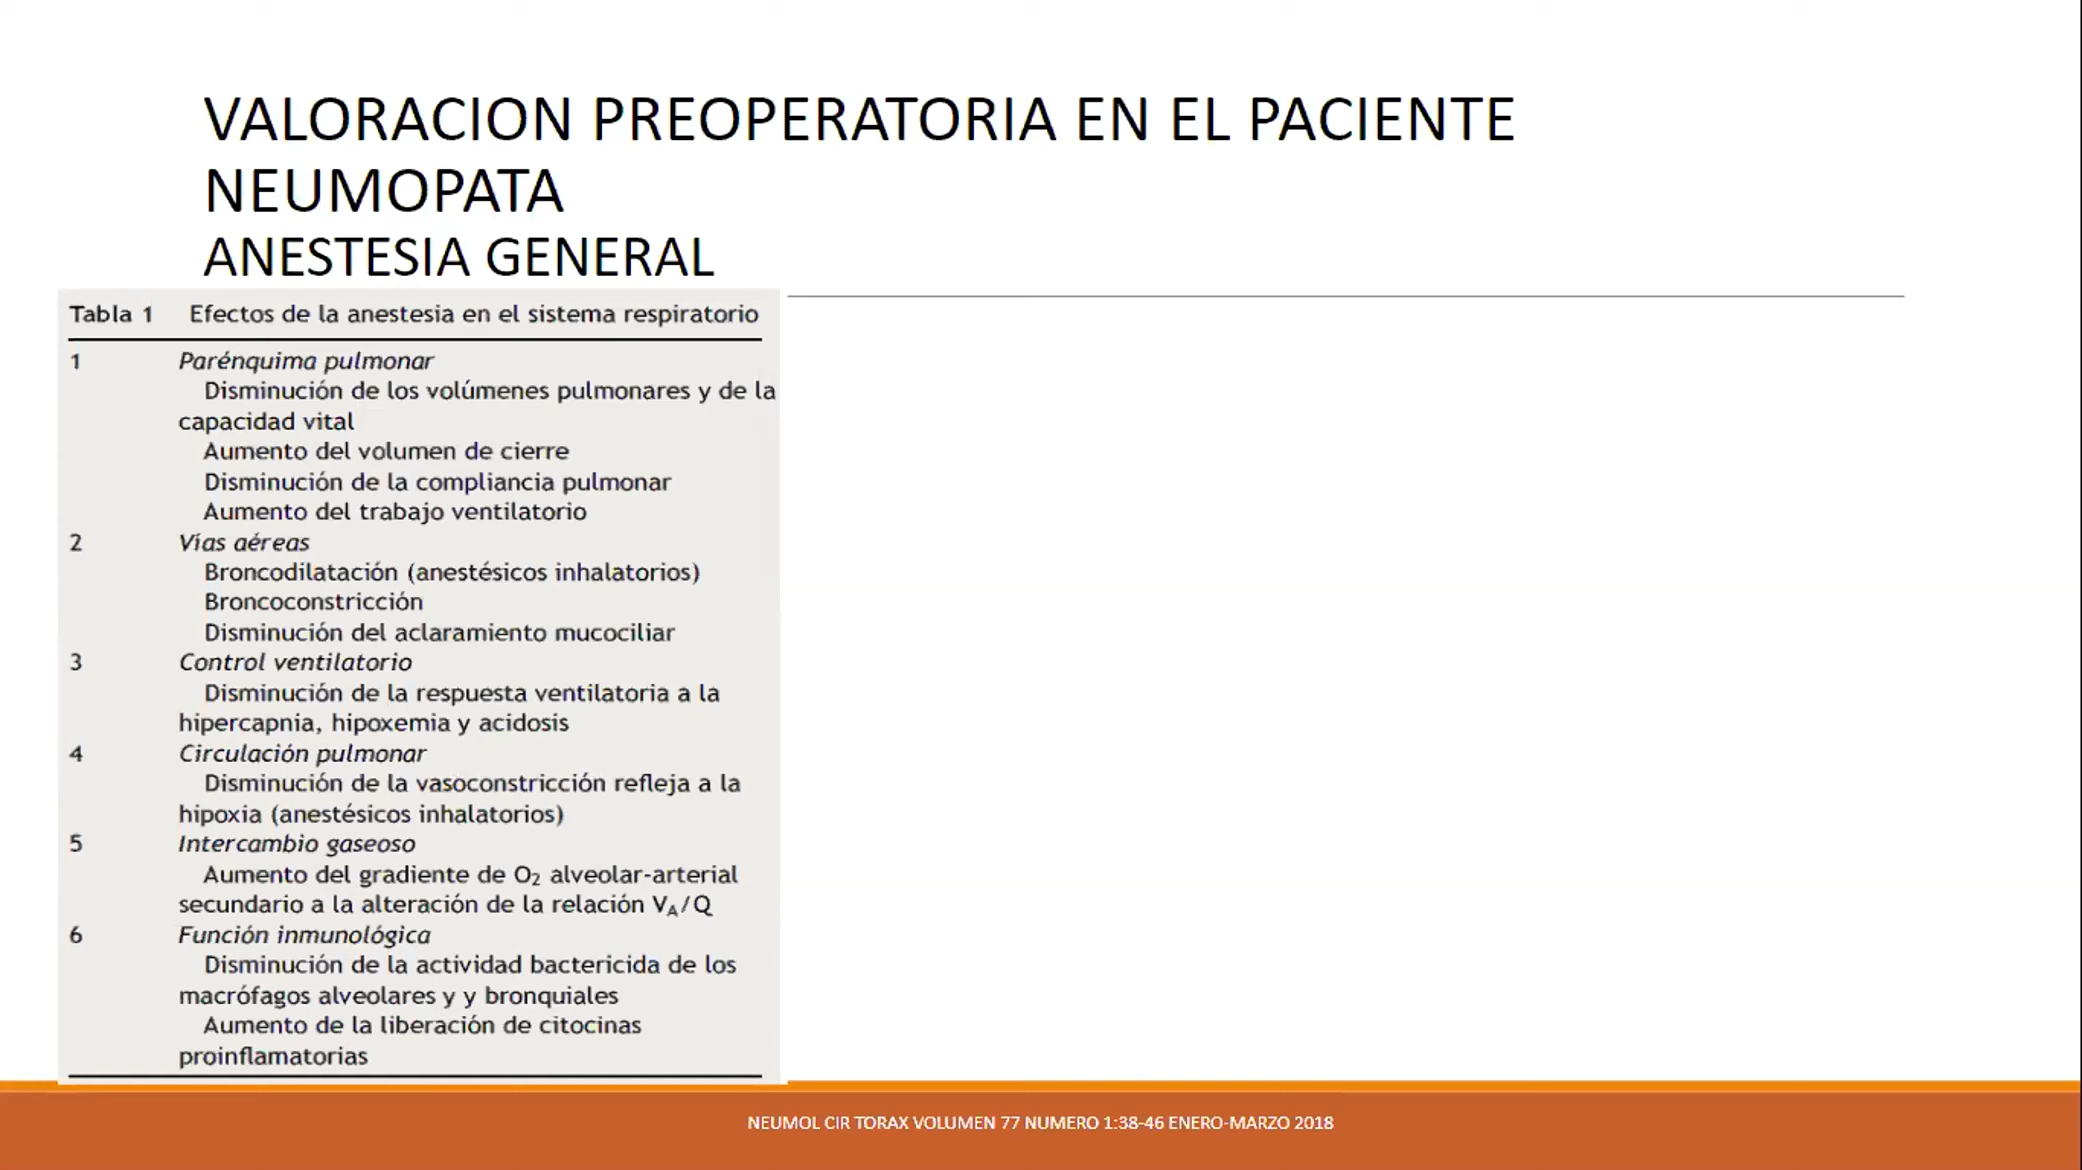 VALORACION PREOPERATORIA EN EL PACIENTE
NEUMOPATA
ANESTESIA GENERAL
Tabla 1 Efectos de la anestesia en el sistema respiratorio
1 Parénquima pulmonar
Disminución de los volúmenes pulmonares y de la
capacidad vital
Aumento del volumen de cierre
Disminución de la compliancia pulmonar
Aumento del trabajo ventilatorio
2 Vías aéreas
Broncodilatación (anestésicos inhalatorios)
Broncoconstricción
Disminución del aclaramiento mucociliar
3 Control ventilatorio
Disminución de la respuesta ventilatoria a la
hipercapnia, hipoxemia y acidosis
4 Circulación pulmonar
Disminución de la vasoconstricción refleja a la
hipoxia (anestésicos inhalatorios)
5 Intercambio gaseoso
Aumento del gradiente de O₂ alveolar-arterial
secundario a la alteración de la relación V_A/Q
6 Función inmunológica
Disminución de la actividad bactericida de los
macrófagos alveolares y y bronquiales
Aumento de la liberación de citocinas
proinflamatorias
NEUMOL CIR TORAX VOLUMEN 77 NUMERO 1:38-46 ENERO-MARZO 2018